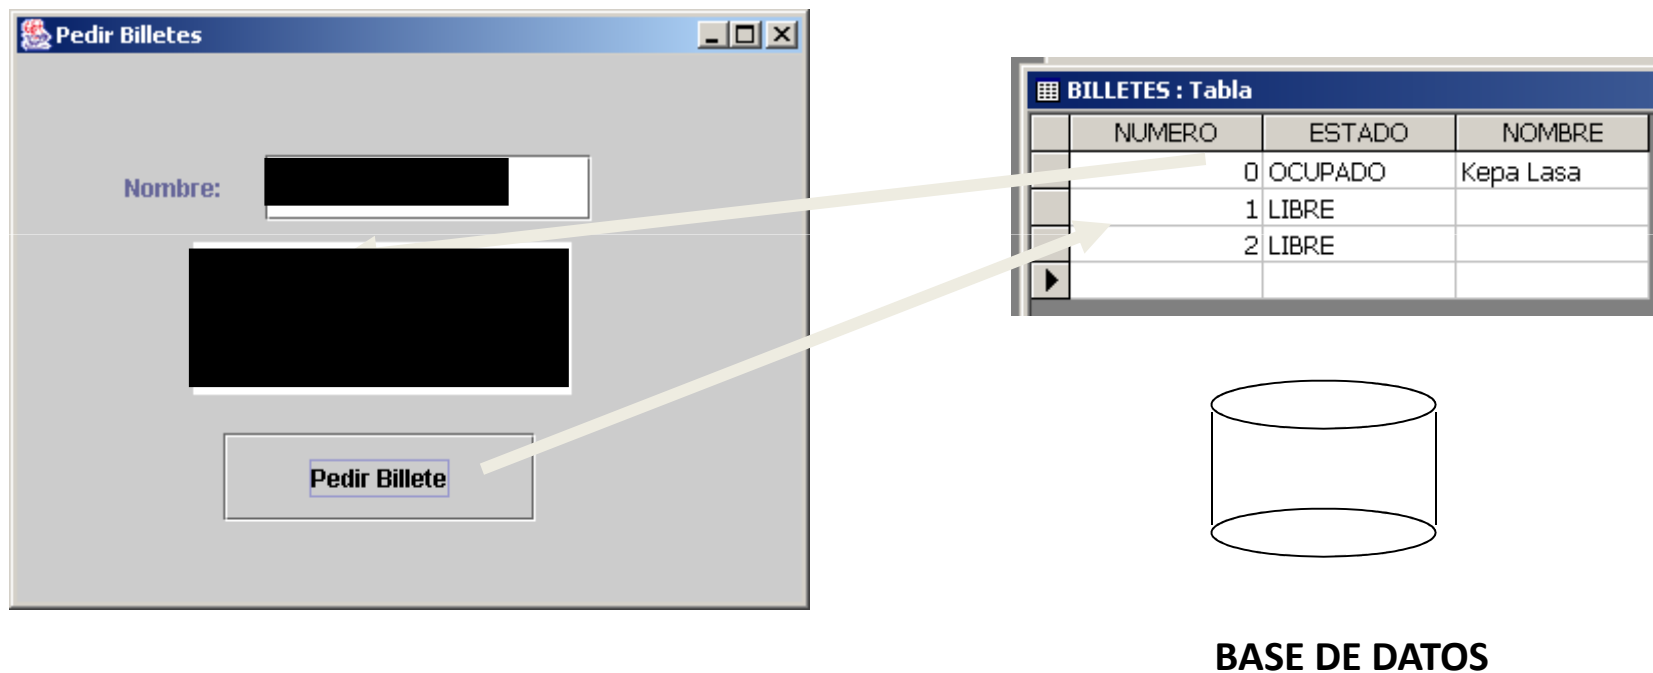 Pedir Billetes
Nombre:
Pedir Billete
BILLETES : Tabla
NUMERO ESTADO NOMBRE
0 OCUPADO Kepa Lasa
1 LIBRE
2 LIBRE
BASE DE DATOS